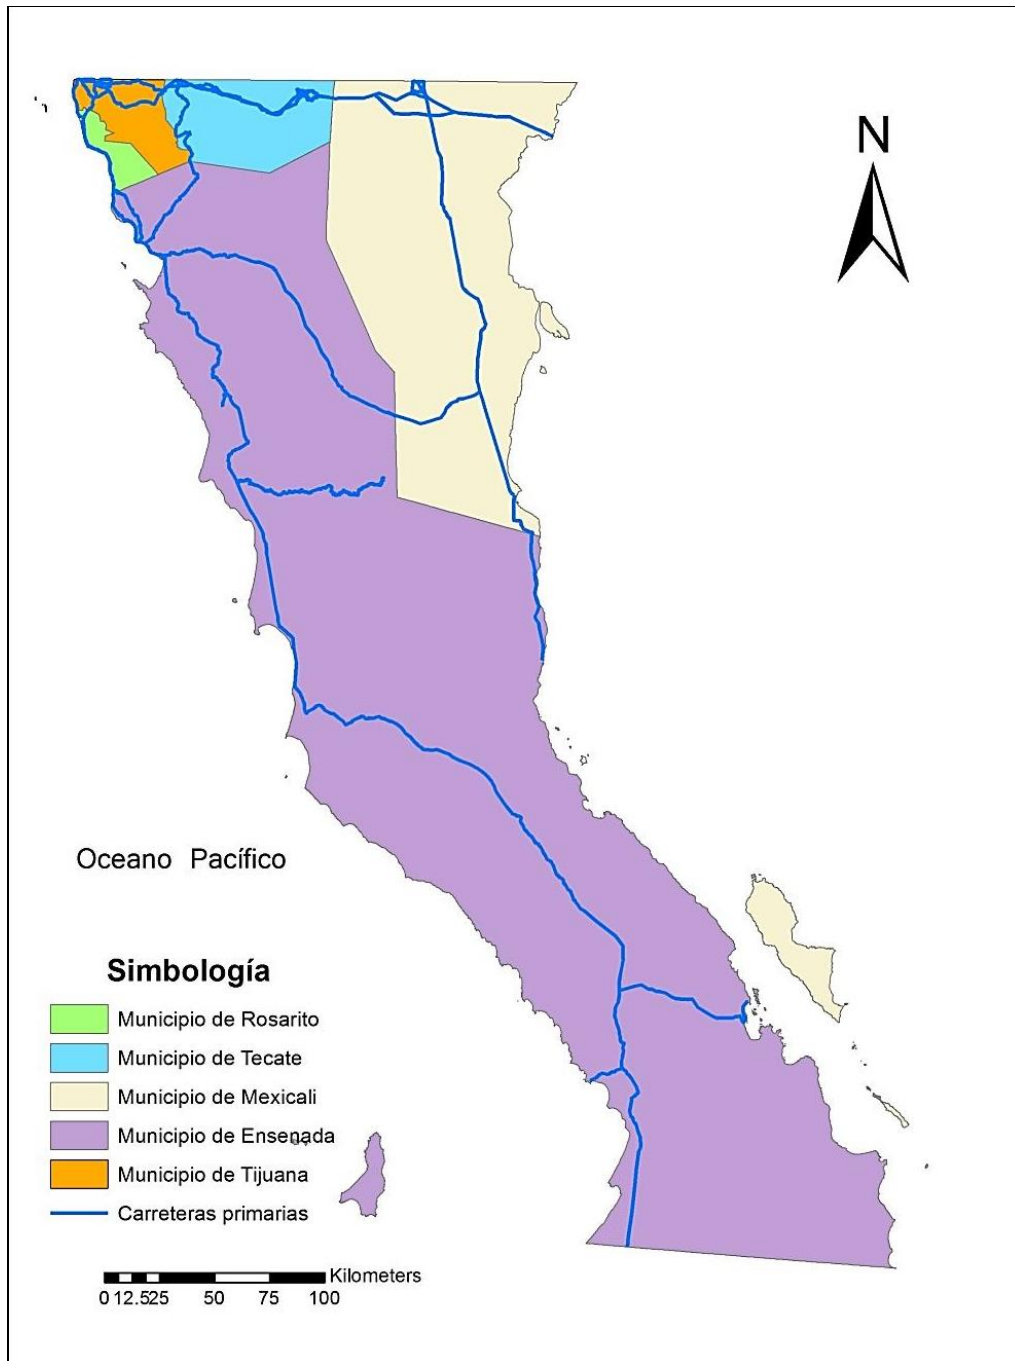 N
Oceano Pacífico
Simbología
Municipio de Rosarito
Municipio de Tecate
Municipio de Mexicali
Municipio de Ensenada
Municipio de Tijuana
Carreteras primarias
Kilometers
0 12.525 50 75 100